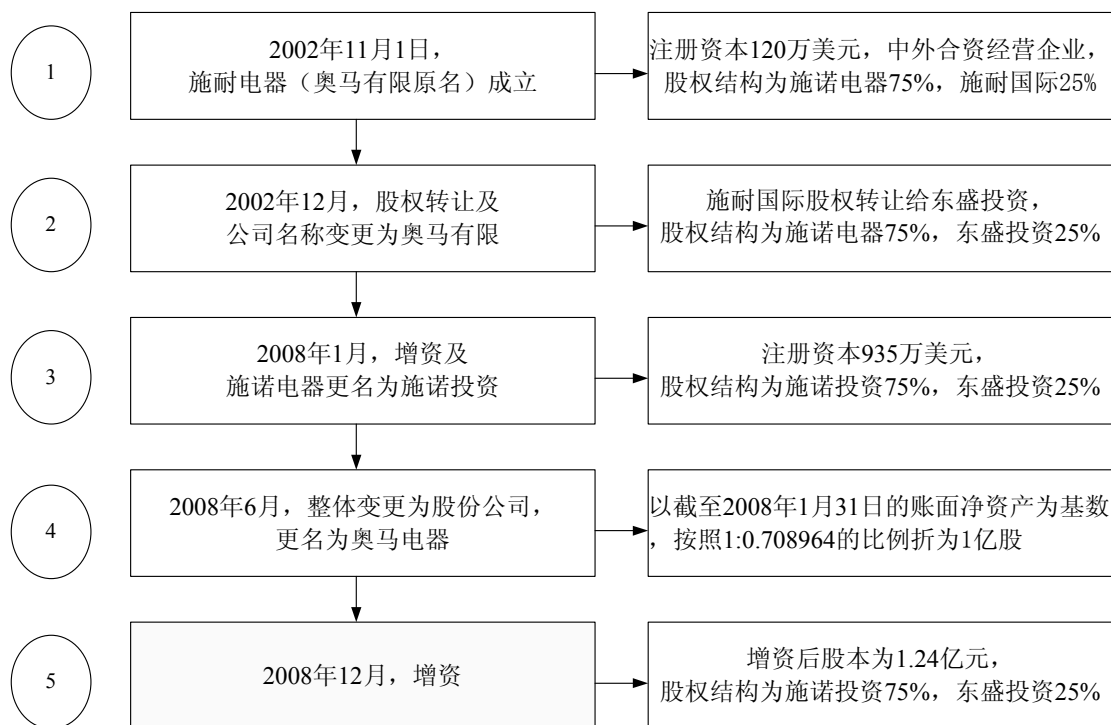 1
2002年11月1日，
施耐电器（奥马有限原名）成立
注册资本120万美元，中外合资经营企业，
股权结构为施诺电器75%，施耐国际25%
2
2002年12月，股权转让及
公司名称变更为奥马有限
施耐国际股权转让给东盛投资，
股权结构为施诺电器75%，东盛投资25%
3
2008年1月，增资及
施诺电器更名为施诺投资
注册资本935万美元，
股权结构为施诺投资75%，东盛投资25%
4
2008年6月，整体变更为股份公司，
更名为奥马电器
以截至2008年1月31日的账面净资产为基数
，按照1:0.708964的比例折为1亿股
5
2008年12月，增资
增资后股本为1.24亿元，
股权结构为施诺投资75%，东盛投资25%